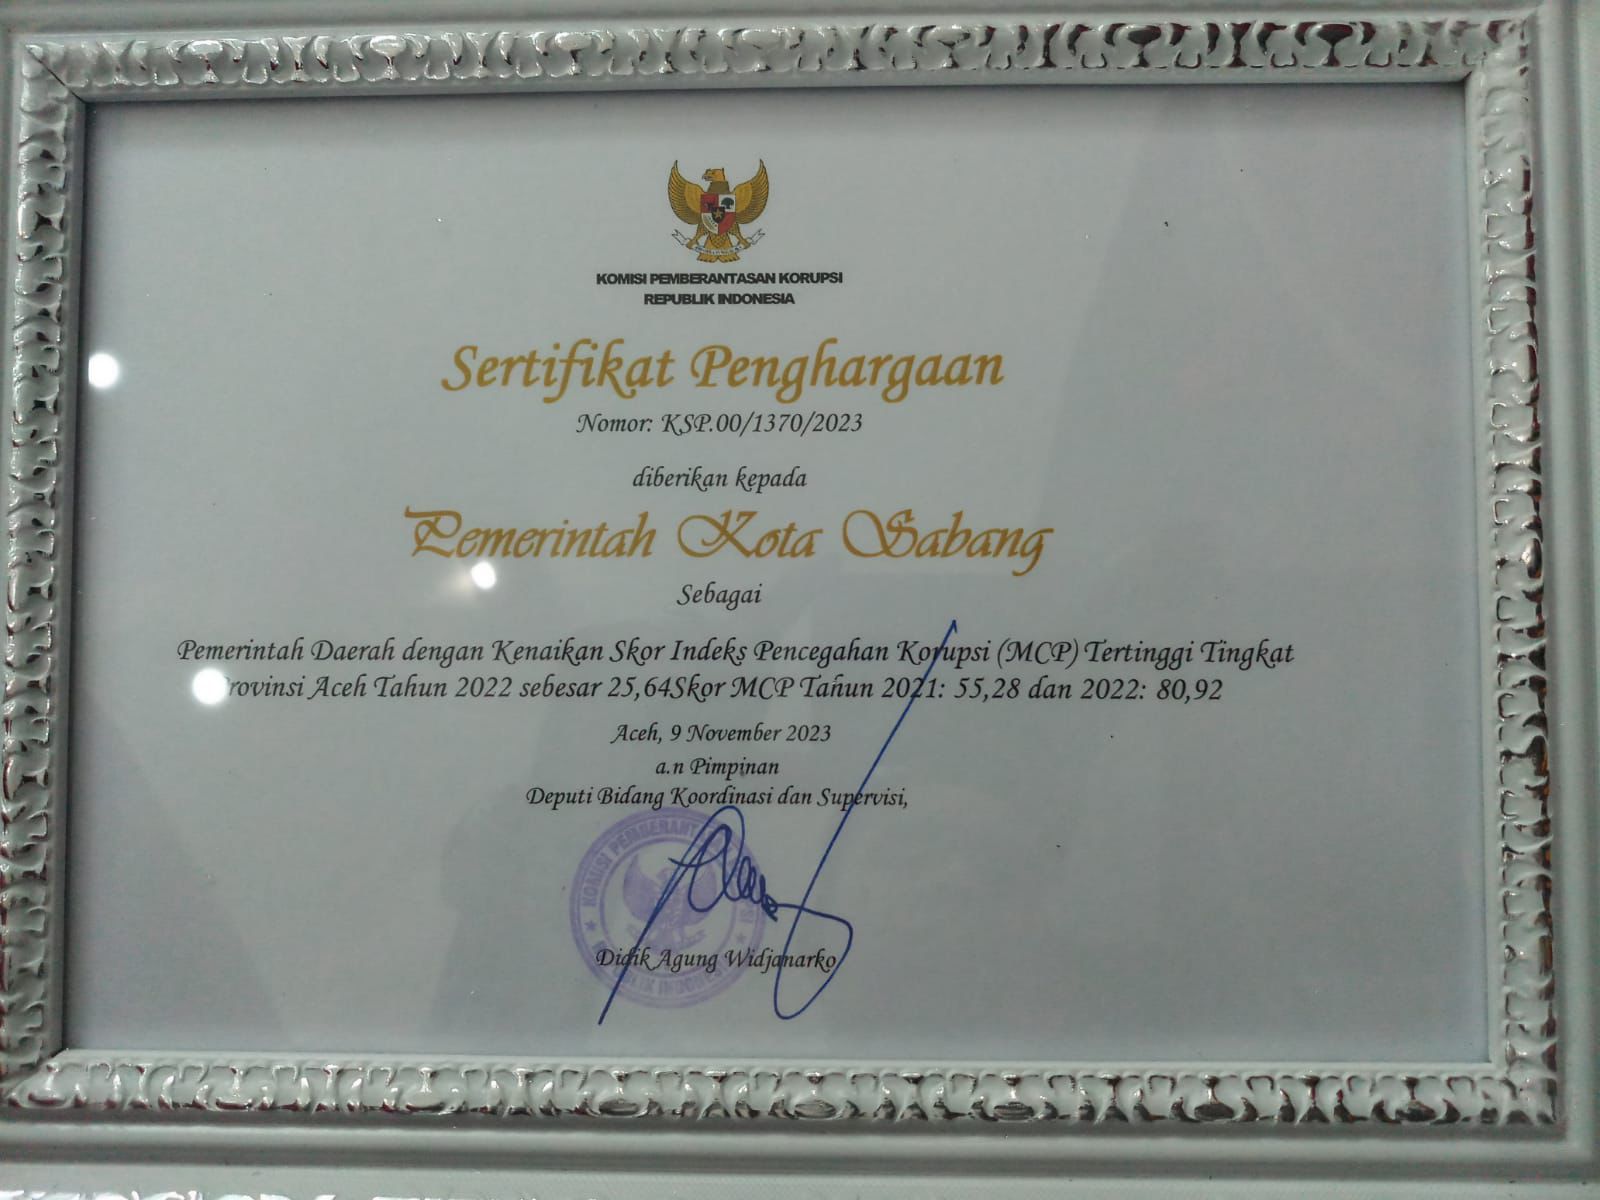 KOMISI PEMBERANTASAN KORUPSI
REPUBLIK INDONESIA
Sertifikat Penghargaan
Nomor: KSP.00/1370/2023
diberikan kepada
Pemerintah Kota Sabang
Sebagai
Pemerintah Daerah dengan Kenaikan Skor Indeks Pencegahan Korupsi (MCP) Tertinggi Tingkat
Provinsi Aceh Tahun 2022 sebesar 25,64Skor MCP Tahun 2021: 55,28 dan 2022: 80,92
Aceh, 9 November 2023
a.n Pimpinan
Deputi Bidang Koordinasi dan Supervisi,
KOMISI PEMBERANT
Didik Agung Widjanarko